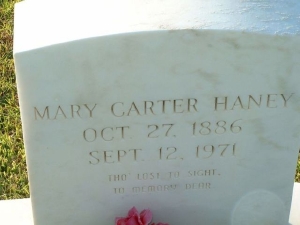 MARY CARTER HANEY
OCT 27, 1886
SEPT. 12, 1971
THO LOST TO SIGHT,
TO MEMORY DEAR